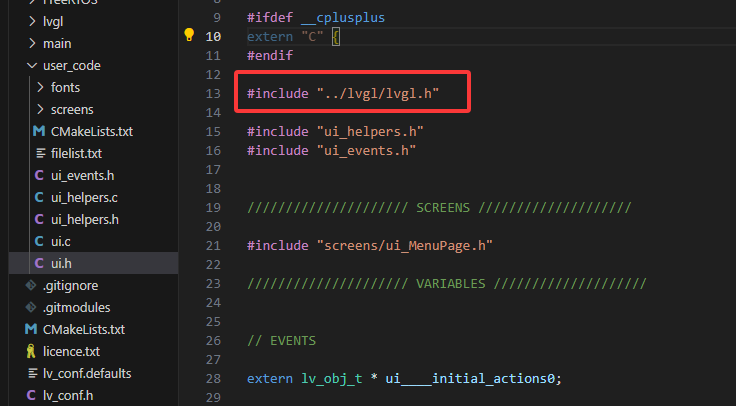 FreeRTOS
lvgl
main
user_code
fonts
screens
CMakeLists.txt
filelist.txt
ui_events.h
ui_helpers.c
ui_helpers.h
ui.c
ui.h
.gitignore
.gitmodules
CMakeLists.txt
licence.txt
lv_conf.defaults
lv_conf.h
8
9 #ifdef __cplusplus
10 extern "C" {
11 #endif
12
13 #include "../lvgl/lvgl.h"
14
15 #include "ui_helpers.h"
16 #include "ui_events.h"
17
18
19 ///////////////////// SCREENS ////////////////////
20
21 #include "screens/ui_MenuPage.h"
22
23 ///////////////////// VARIABLES ////////////////////
24
25
26 // EVENTS
27
28 extern lv_obj_t * ui____initial_actions0;
29